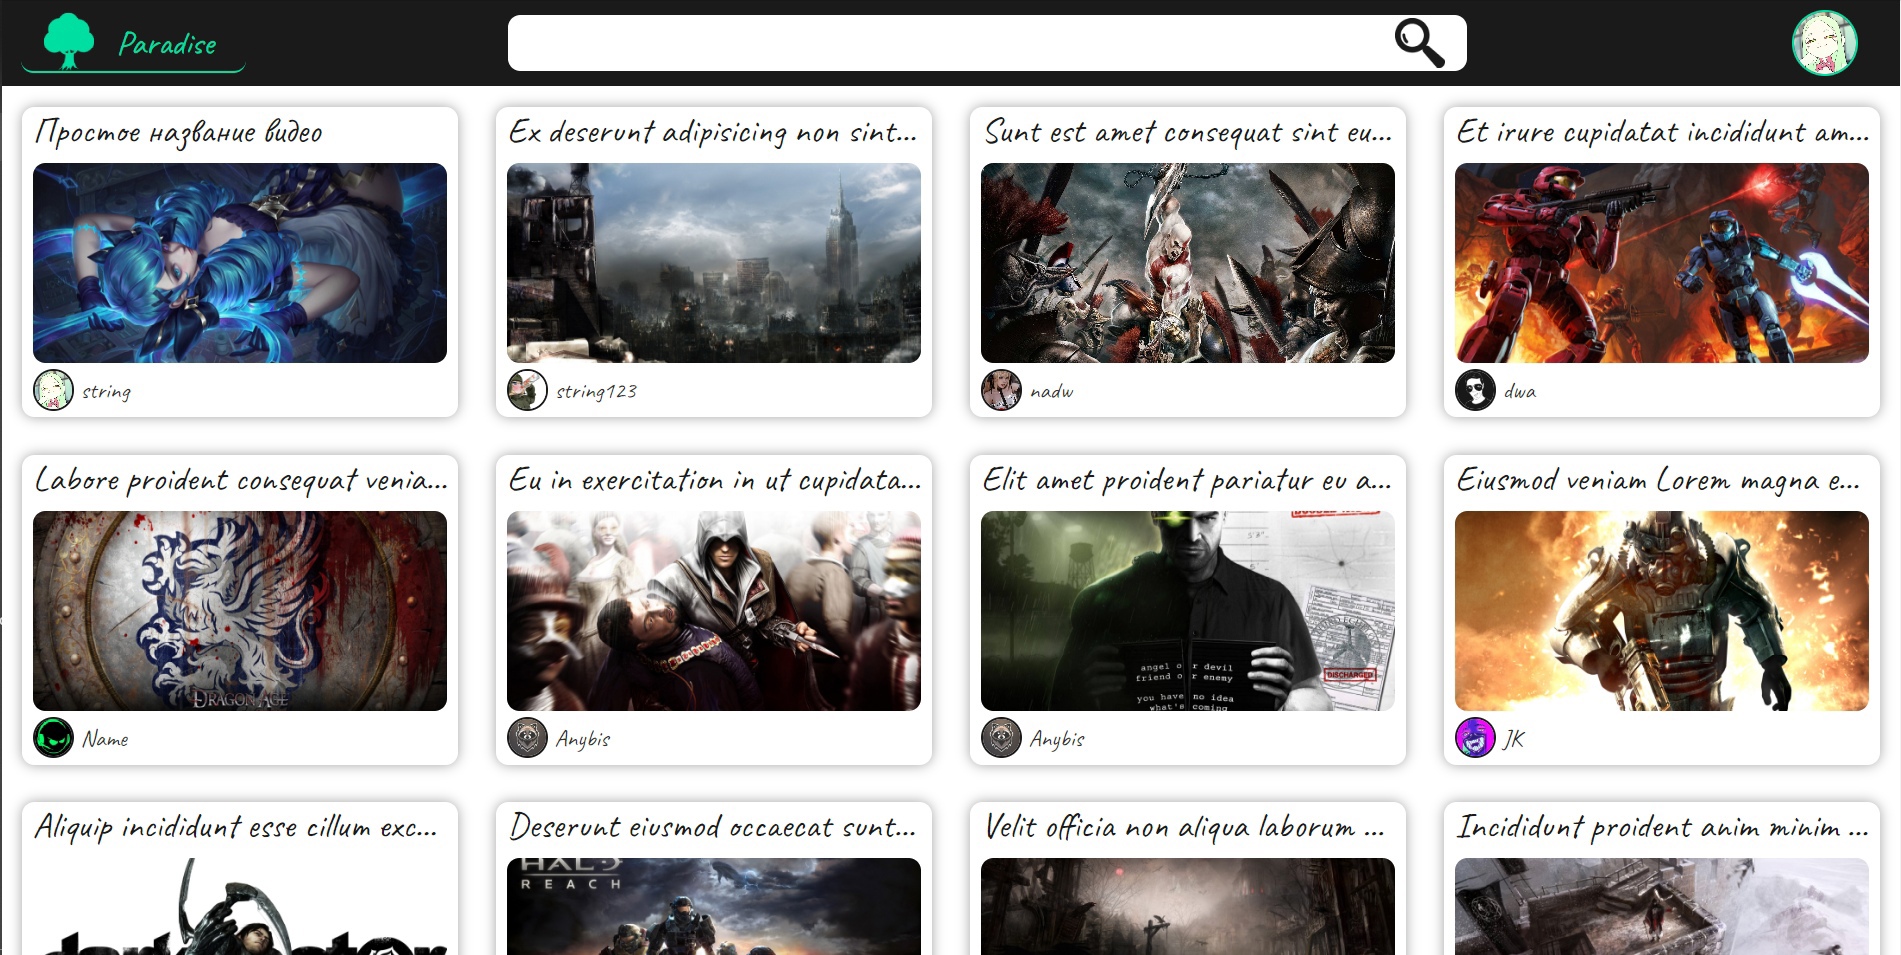 Paradise
Простое название видео
Ex deserunt adipisicing non sint...
Sunt est amet consequat sint eu...
Et irure cupidatat incididunt am...
string
string123
nadw
dwa
Labore proident consequat venia...
Eu in exercitation in ut cupidata...
Elit amet proident pariatur eu a...
Eiusmod veniam Lorem magna e...
DRAGON AGE
angel or devil
friend or enemy
you have no idea
what's coming
DISCHARGED
Name
Anybis
Anybis
JK
Aliquip incididunt esse cillum exc...
Deserunt eiusmod occaecat sunt...
Velit officia non aliqua laborum ...
Incididunt proident anim minim ...
HALO
REACH